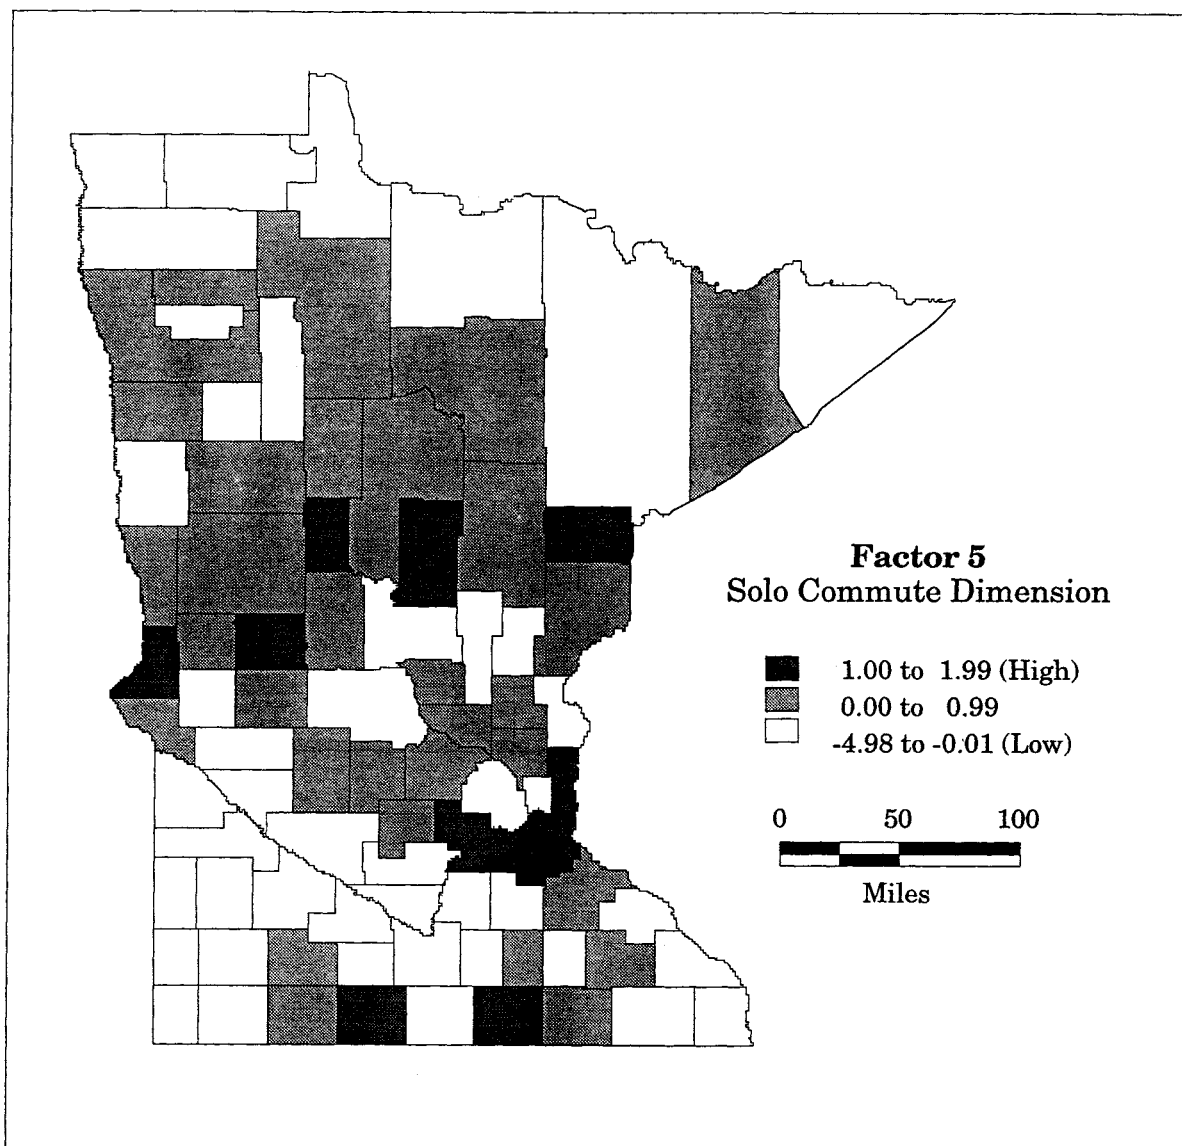 Factor 5
Solo Commute Dimension
1.00 to 1.99 (High)
0.00 to 0.99
-4.98 to -0.01 (Low)
0 50 100
Miles